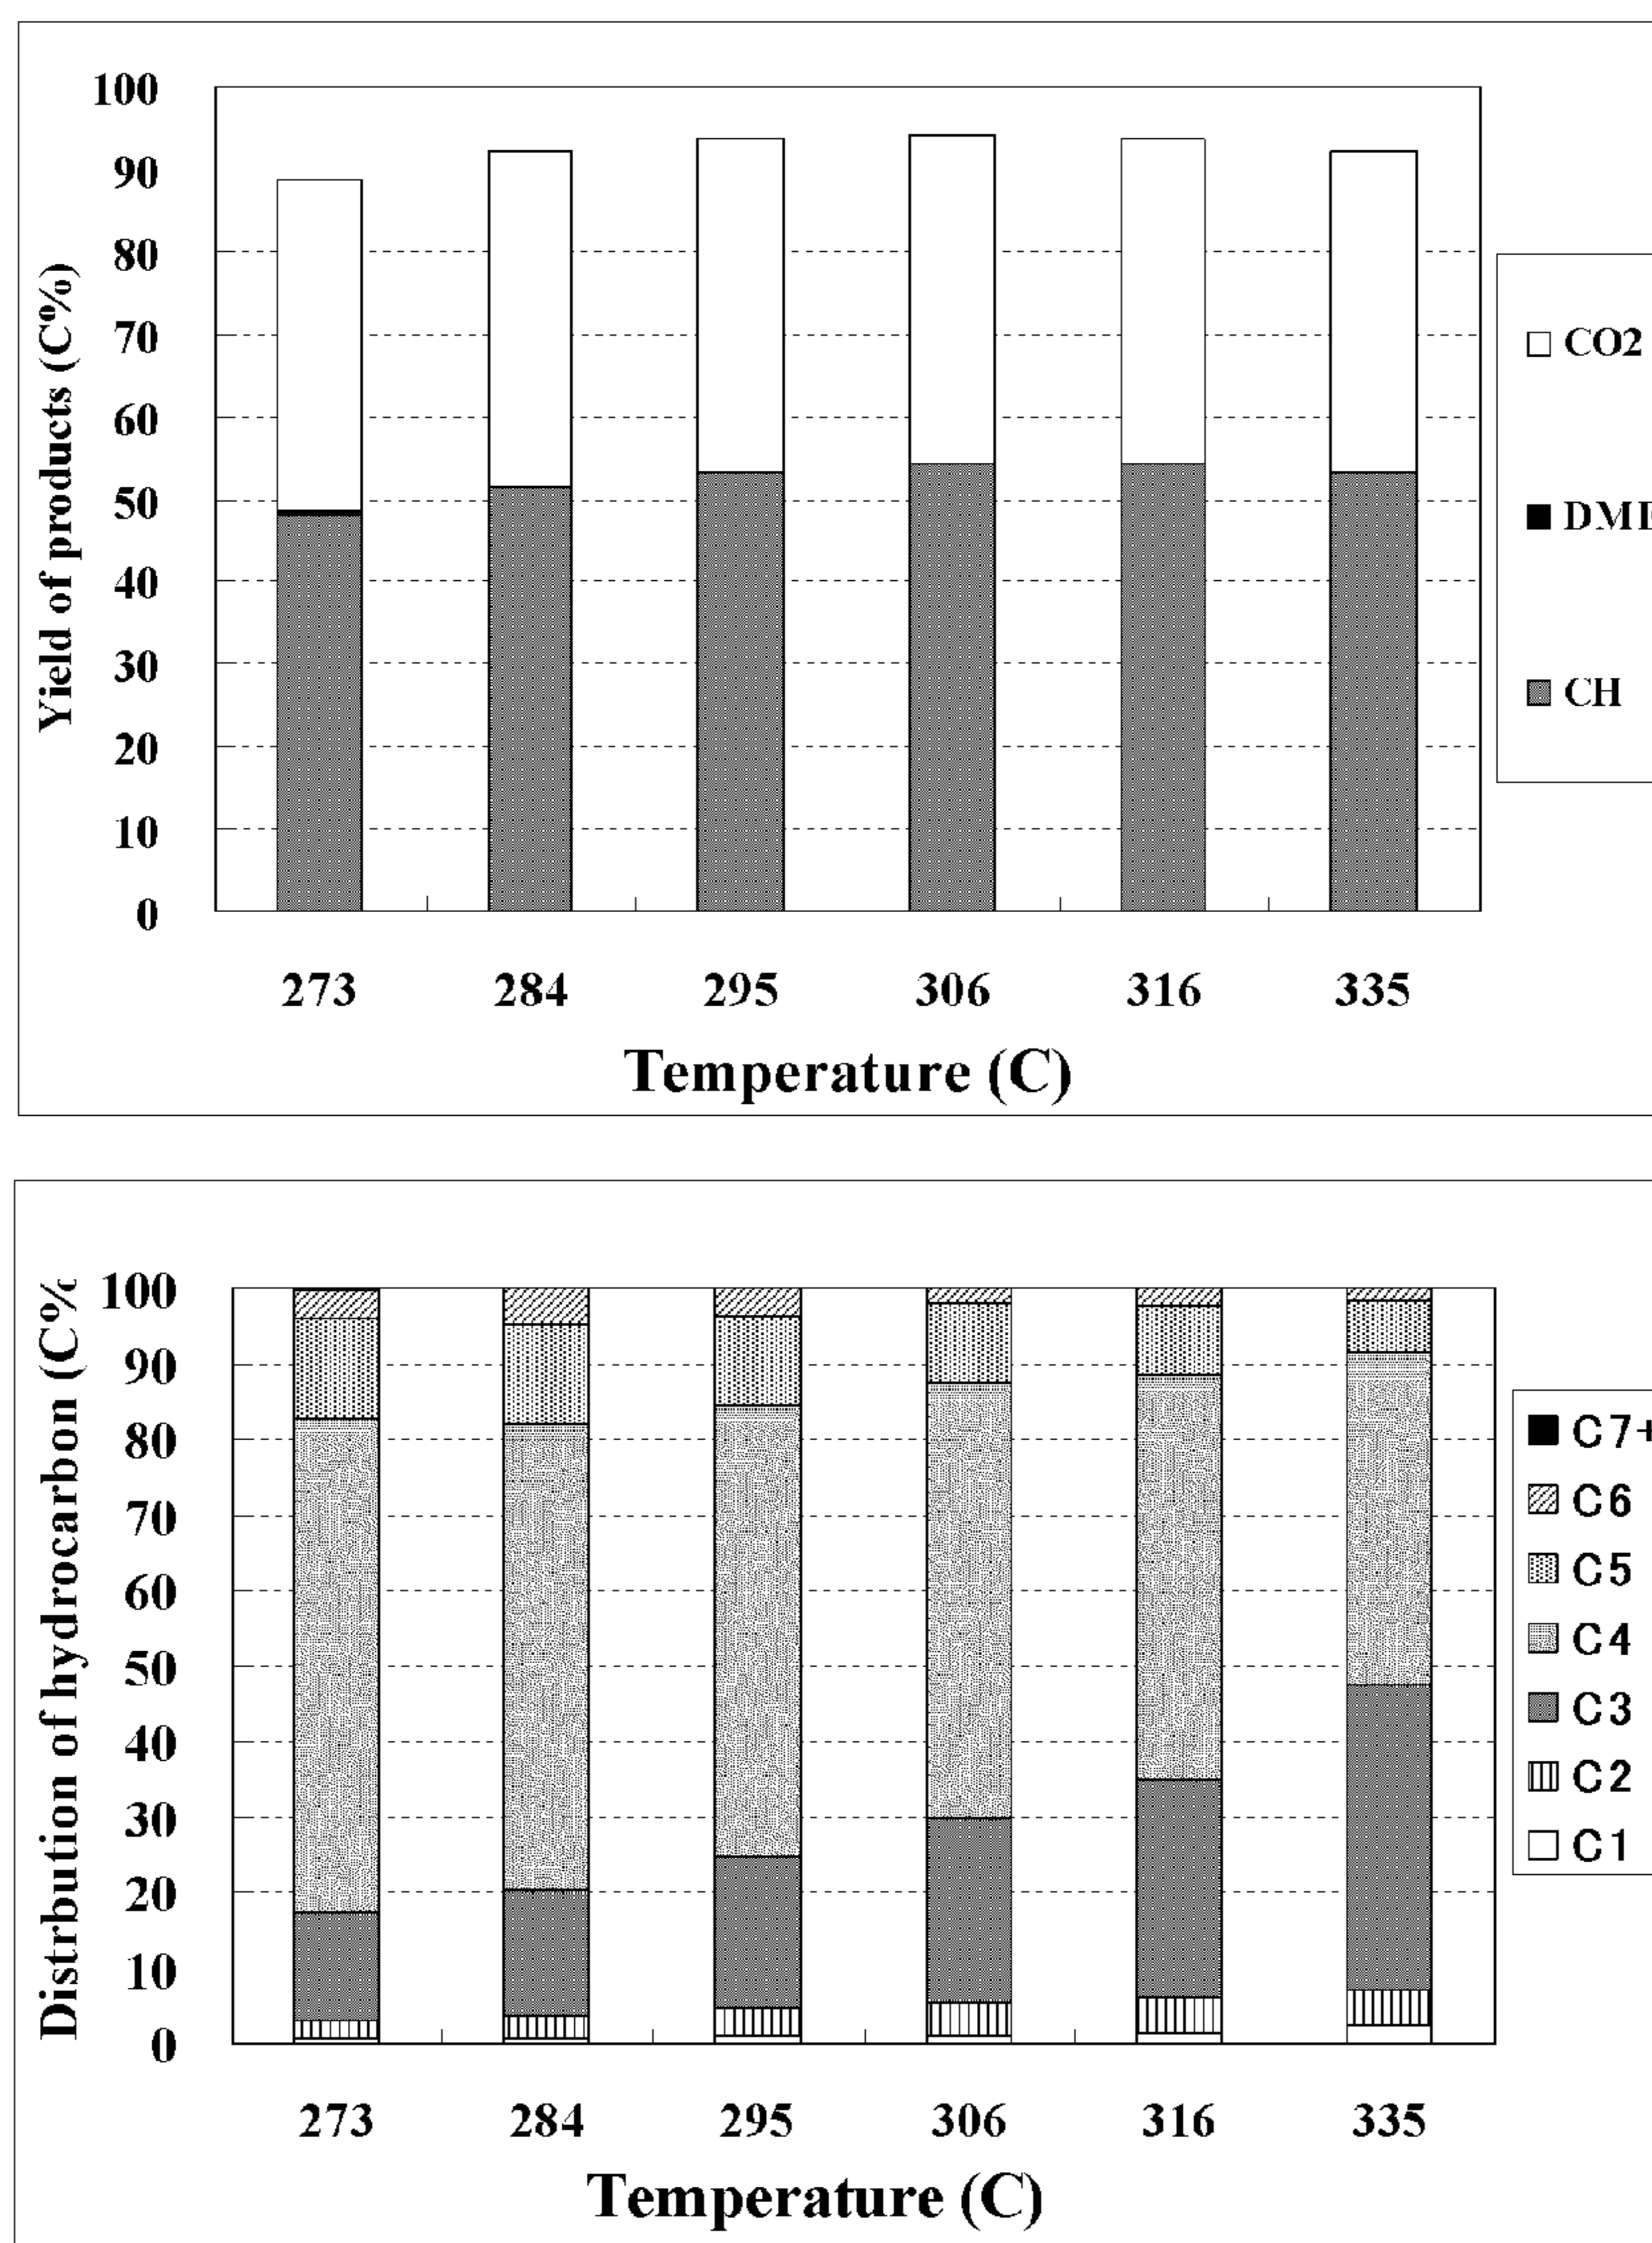 100
90
80
70
60
50
40
30
20
10
0
Yield of products (C%)
CO2
CH
273 284 295 306 316 335
Temperature (C)
100
90
80
70
60
50
40
30
20
10
0
Distrbution of hydrocarbon (C%
C7+
C6
C5
C4
C3
C2
C1
273 284 295 306 316 335
Temperature (C)